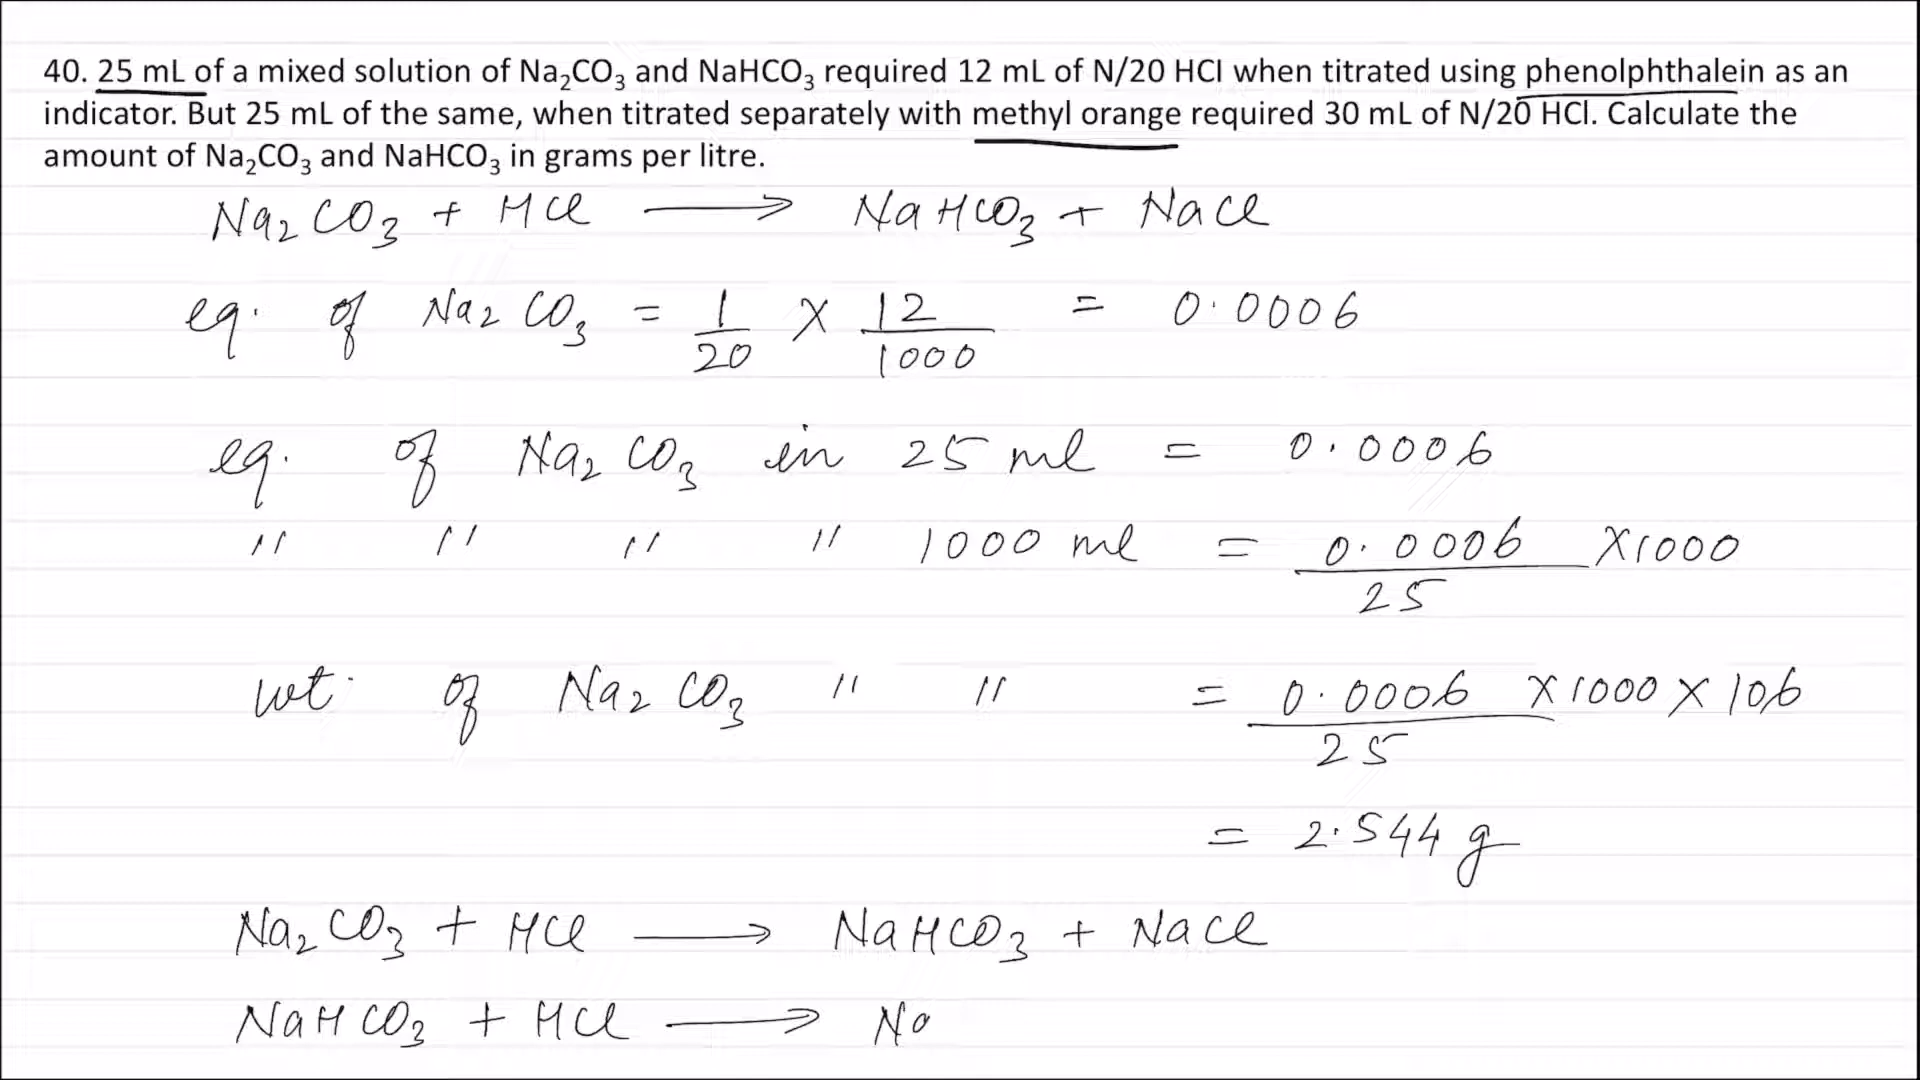 40. 25 mL of a mixed solution of Na₂CO₃ and NaHCO₃ required 12 mL of N/20 HCl when titrated using phenolphthalein as an
indicator. But 25 mL of the same, when titrated separately with methyl orange required 30 mL of N/20 HCl. Calculate the
amount of Na₂CO₃ and NaHCO₃ in grams per litre.
Na₂CO₃ + HCl ⟶ NaHCO₃ + NaCl
eq. of Na₂CO₃ = 1/20 × 12/1000 = 0.0006
eq. of Na₂CO₃ in 25 ml = 0.0006
" " " " 1000 ml = 0.0006/25 ×1000
wt. of Na₂CO₃ " " = 0.0006/25 ×1000 × 106
= 2.544 g
Na₂CO₃ + HCl ⟶ NaHCO₃ + NaCl
NaHCO₃ + HCl ⟶ Na